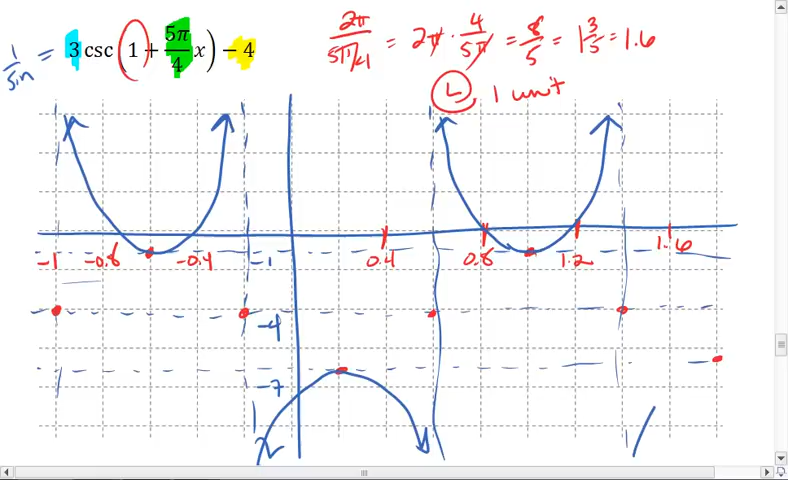 1/sin = 3 csc (1 + 5π/4 x) − 4
2π/(5π/4) = 2π · 4/5π = 8/5 = 1 3/5 = 1.6
L 1 unit
-1 -0.8 -0.4 -1 0.4 0.8 1.2 1.6
-4
-7